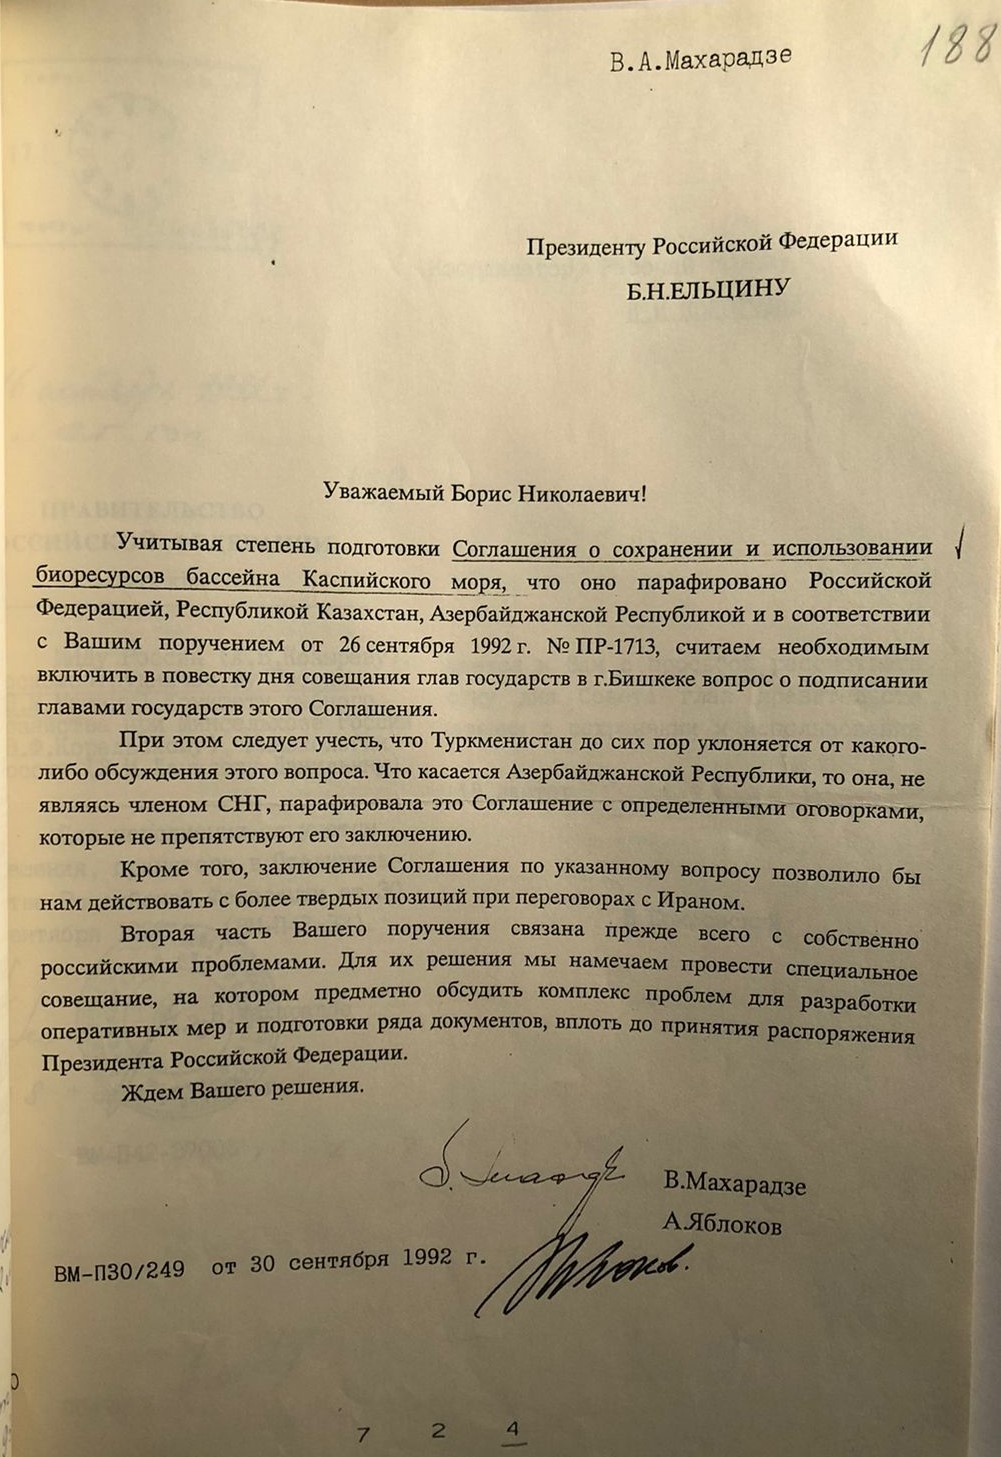 188
В.А.Махарадзе
Президенту Российской Федерации
Б.Н.ЕЛЬЦИНУ
Уважаемый Борис Николаевич!
Учитывая степень подготовки Соглашения о сохранении и использовании
биоресурсов бассейна Каспийского моря, что оно парафировано Российской
Федерацией, Республикой Казахстан, Азербайджанской Республикой и в соответствии
с Вашим поручением от 26 сентября 1992 г. № ПР-1713, считаем необходимым
включить в повестку дня совещания глав государств в г.Бишкеке вопрос о подписании
главами государств этого Соглашения.
При этом следует учесть, что Туркменистан до сих пор уклоняется от какого-
либо обсуждения этого вопроса. Что касается Азербайджанской Республики, то она, не
являясь членом СНГ, парафировала это Соглашение с определенными оговорками,
которые не препятствуют его заключению.
Кроме того, заключение Соглашения по указанному вопросу позволило бы
нам действовать с более твердых позиций при переговорах с Ираном.
Вторая часть Вашего поручения связана прежде всего с собственно
российскими проблемами. Для их решения мы намечаем провести специальное
совещание, на котором предметно обсудить комплекс проблем для разработки
оперативных мер и подготовки ряда документов, вплоть до принятия распоряжения
Президента Российской Федерации.
Ждем Вашего решения.
В.Махарадзе
А.Яблоков
ВМ-П30/249 от 30 сентября 1992 г.
7 2 4